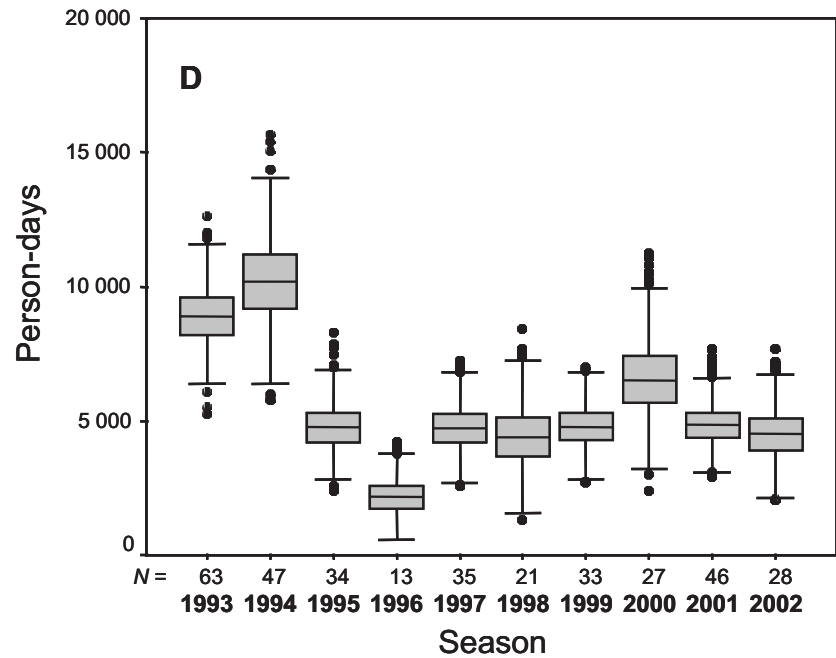 20 000
D
15 000
Person-days
10 000
5 000
0
N = 63 47 34 13 35 21 33 27 46 28
1993 1994 1995 1996 1997 1998 1999 2000 2001 2002
Season